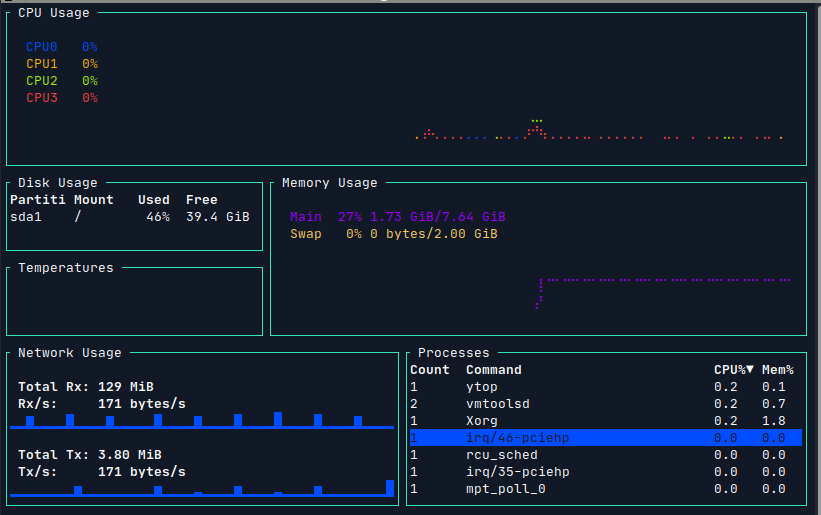 CPU Usage
CPU0 0%
CPU1 0%
CPU2 0%
CPU3 0%
Disk Usage
Partiti Mount Used Free
sda1 / 46% 39.4 GiB
Memory Usage
Main 27% 1.73 GiB/7.64 GiB
Swap 0% 0 bytes/2.00 GiB
Temperatures
Network Usage
Total Rx: 129 MiB
Rx/s: 171 bytes/s
Total Tx: 3.80 MiB
Tx/s: 171 bytes/s
Processes
Count Command CPU%▼ Mem%
1 ytop 0.2 0.1
2 vmtoolsd 0.2 0.7
1 Xorg 0.2 1.8
1 irq/46-pciehp 0.0 0.0
1 rcu_sched 0.0 0.0
1 irq/35-pciehp 0.0 0.0
1 mpt_poll_0 0.0 0.0